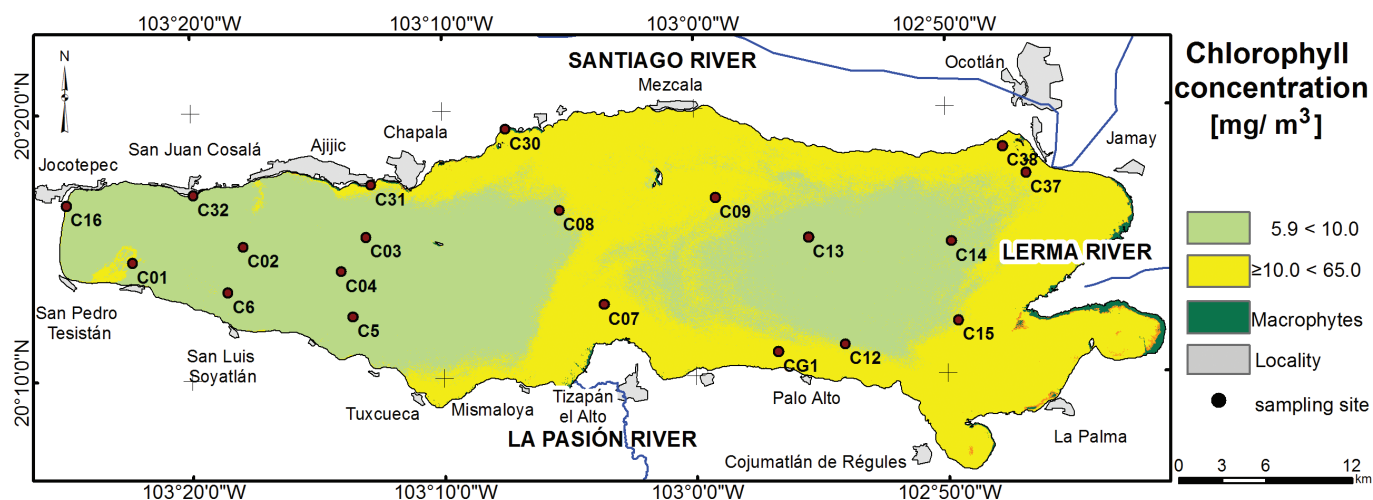 103°20'0"W 103°10'0"W 103°0'0"W 102°50'0"W
N
SANTIAGO RIVER
Ocotlán
Mezcala
20°20'0"N
Chapala
C30
Jamay
Ajijic
San Juan Cosalá
C38
Jocotepec
C37
C31
C32
C16
C09
C08
C03
C13
C14
C02
LERMA RIVER
C01
C04
C6
C07
San Pedro
Tesistán
C5
C15
C12
CG1
San Luis
Soyatlán
20°10'0"N
Tizapán
el Alto
Palo Alto
Tuxcueca
Mismaloya
LA PASIÓN RIVER
La Palma
Cojumatlán de Régules
103°20'0"W 103°10'0"W 103°0'0"W 102°50'0"W
Chlorophyll
concentration
[mg/ m³]
5.9 < 10.0
≥10.0 < 65.0
Macrophytes
Locality
sampling site
0 3 6 12
km